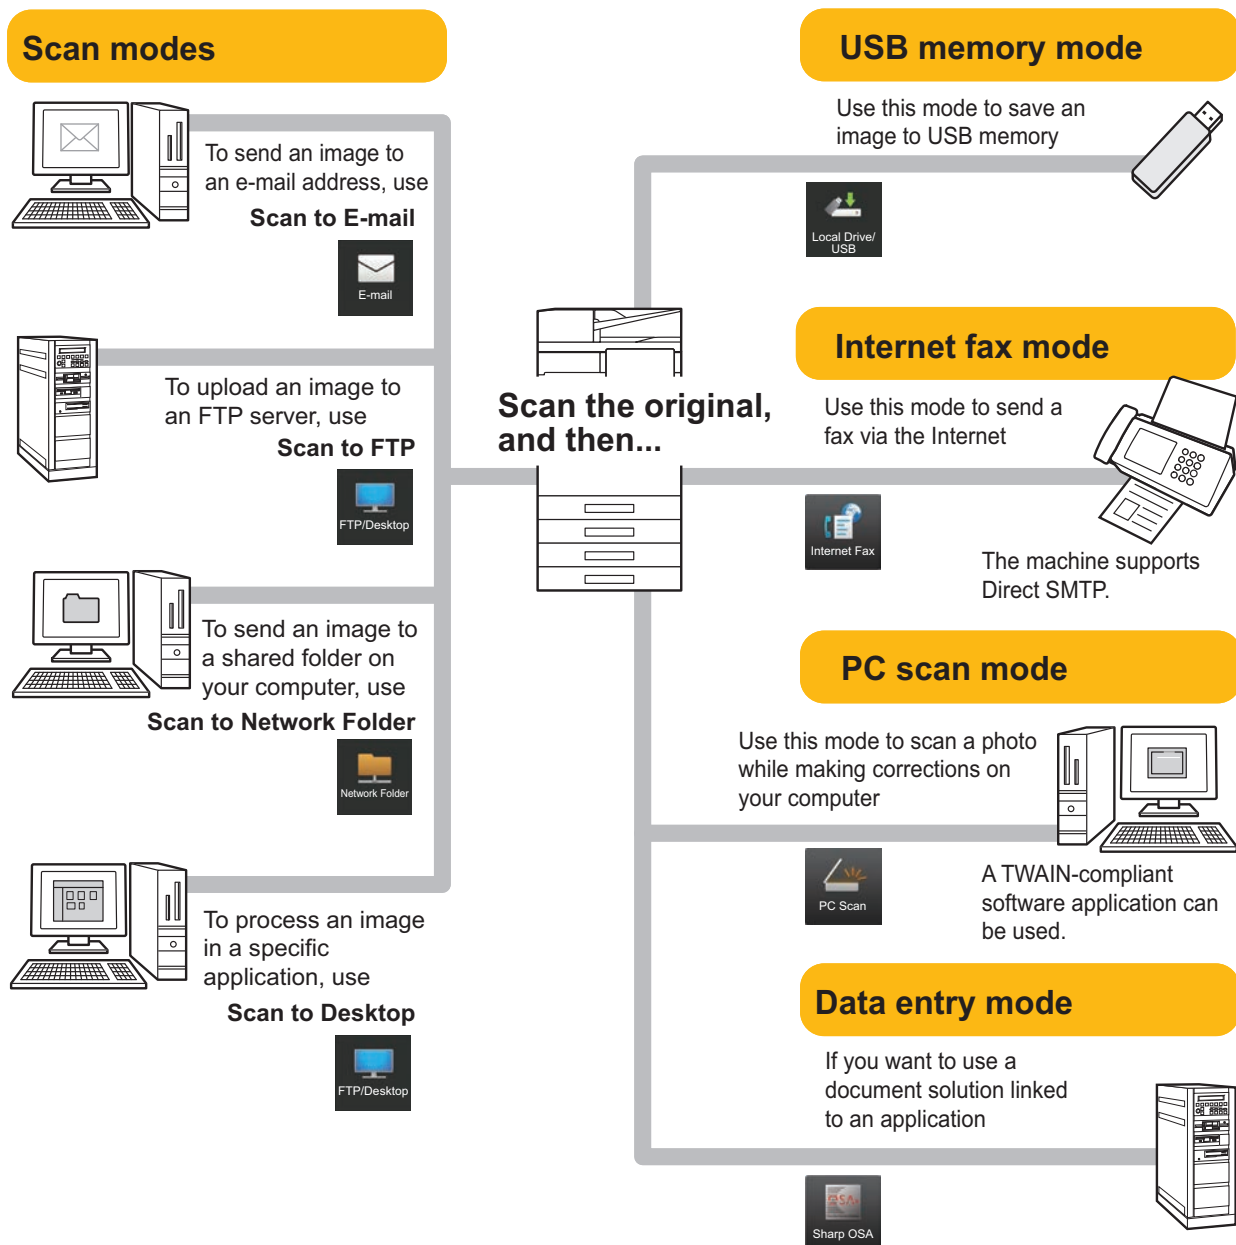 Scan modes
To send an image to
an e-mail address, use
Scan to E-mail
E-mail
To upload an image to
an FTP server, use
Scan to FTP
FTP/Desktop
To send an image to
a shared folder on
your computer, use
Scan to Network Folder
Network Folder
To process an image
in a specific
application, use
Scan to Desktop
FTP/Desktop
Scan the original,
and then...
USB memory mode
Use this mode to save an
image to USB memory
Local Drive/
USB
Internet fax mode
Use this mode to send a
fax via the Internet
Internet Fax
The machine supports
Direct SMTP.
PC scan mode
Use this mode to scan a photo
while making corrections on
your computer
PC Scan
A TWAIN-compliant
software application can
be used.
Data entry mode
If you want to use a
document solution linked
to an application
OSA
Sharp OSA